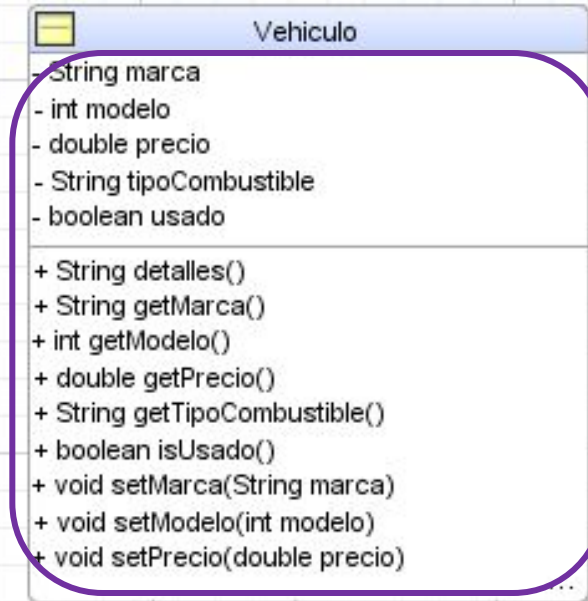 Vehiculo
- String marca
- int modelo
- double precio
- String tipoCombustible
- boolean usado
+ String detalles()
+ String getMarca()
+ int getModelo()
+ double getPrecio()
+ String getTipoCombustible()
+ boolean isUsado()
+ void setMarca(String marca)
+ void setModelo(int modelo)
+ void setPrecio(double precio)
...